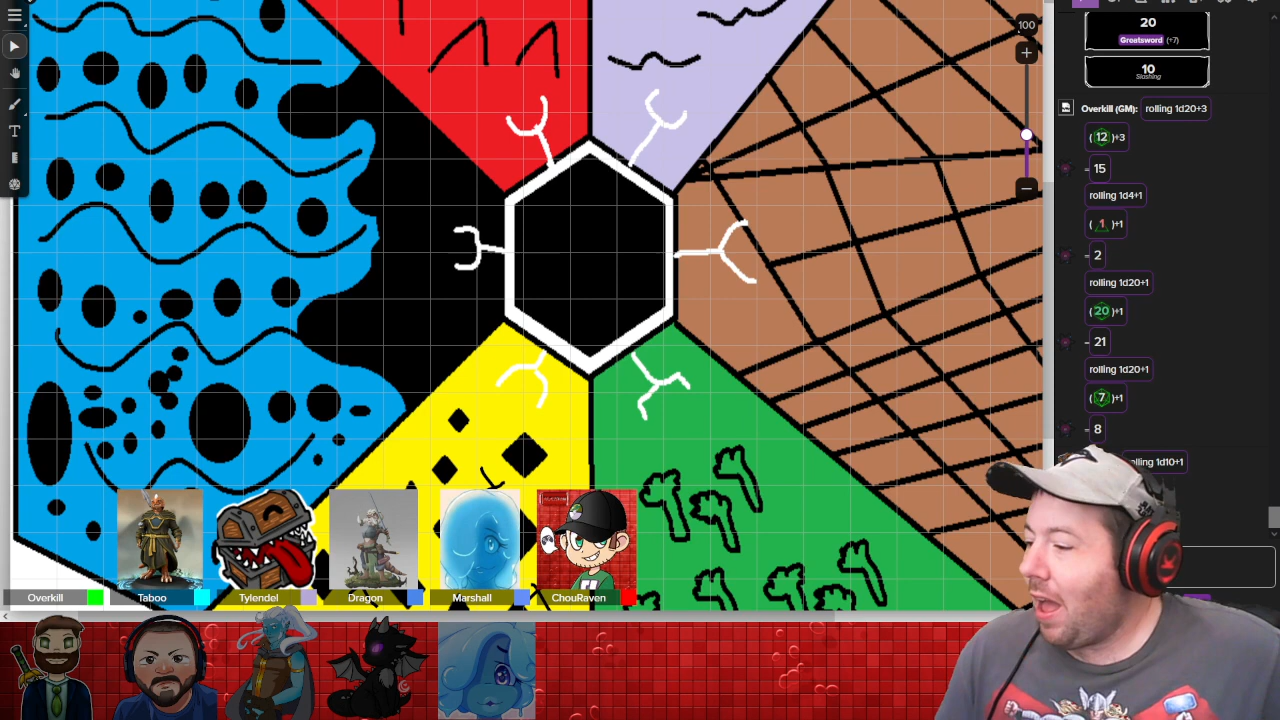 100
20
Greatsword (+7)
10
Slashing
Overkill (GM): rolling 1d20+3
(12)+3
= 15
rolling 1d4+1
(1)+1
= 2
rolling 1d20+1
(20)+1
= 21
rolling 1d20+1
(7)+1
= 8
1d10+1
Overkill
Taboo
Tylendel
Dragon
Marshall
ChouRaven